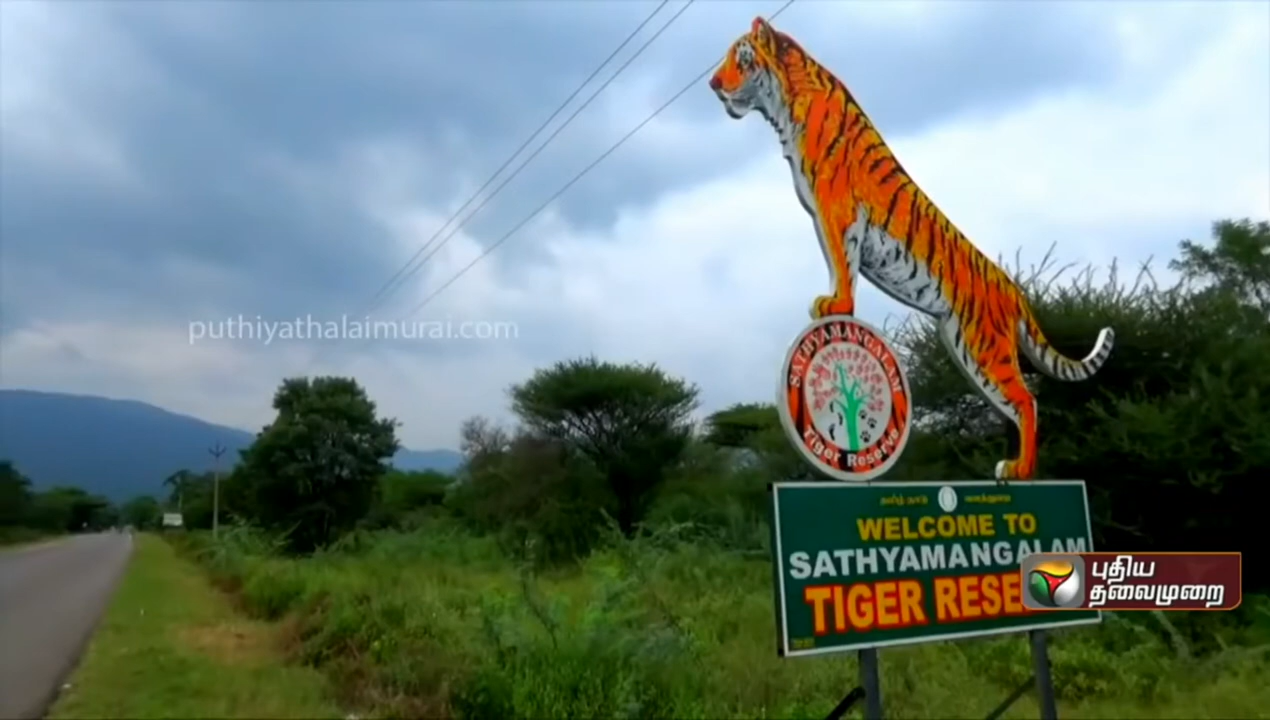 puthiyathalaimurai.com
SATHYAMANGALAM
Tiger Reserve
WELCOME TO
SATHYAMANGALAM
TIGER RESE
புதிய
தலைமுறை